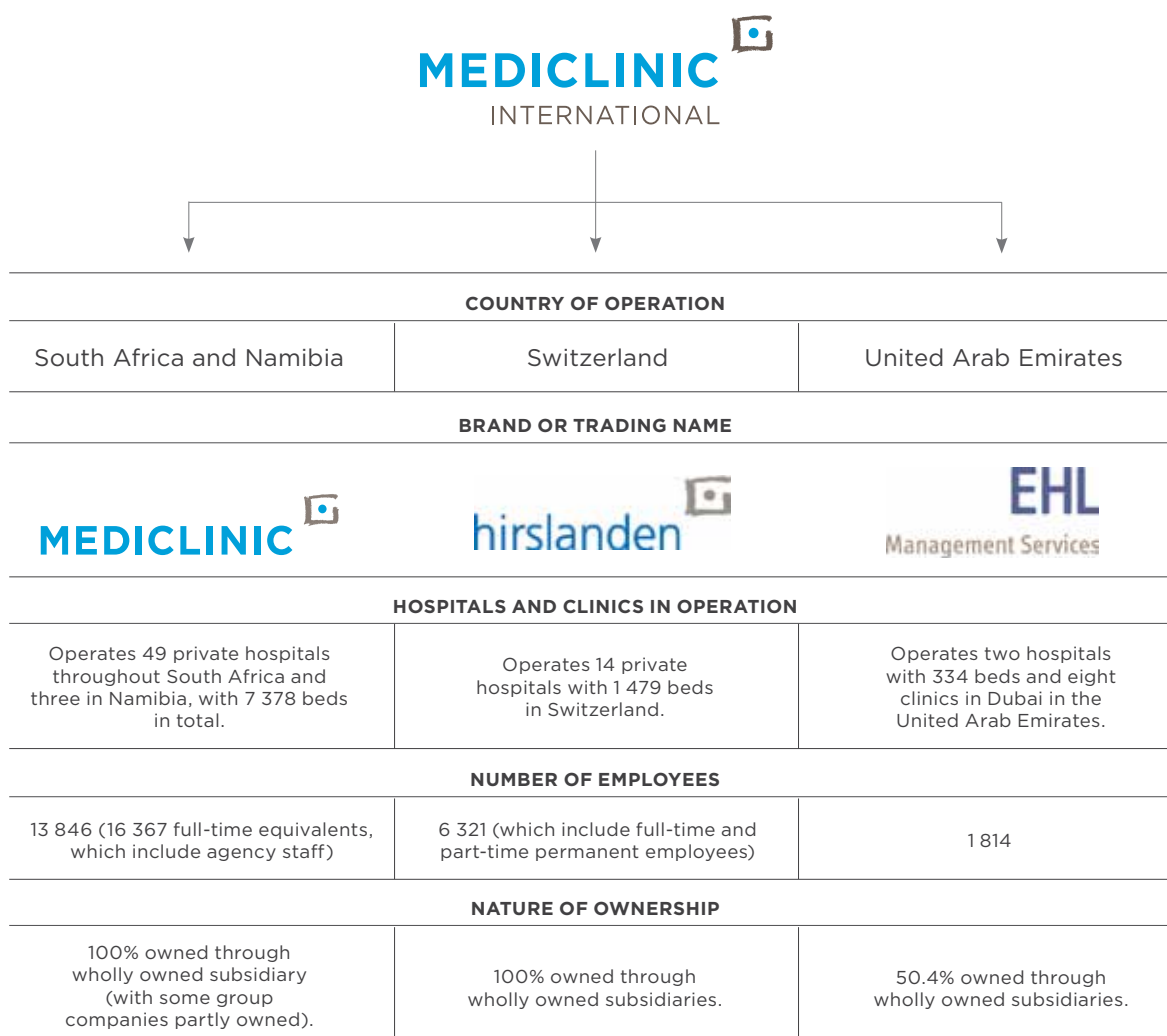 MEDICLINIC
INTERNATIONAL
COUNTRY OF OPERATION
South Africa and Namibia
Switzerland
United Arab Emirates
BRAND OR TRADING NAME
MEDICLINIC
hirslanden
EHL
Management Services
HOSPITALS AND CLINICS IN OPERATION
Operates 49 private hospitals
throughout South Africa and
three in Namibia, with 7 378 beds
in total.
Operates 14 private
hospitals with 1 479 beds
in Switzerland.
Operates two hospitals
with 334 beds and eight
clinics in Dubai in the
United Arab Emirates.
NUMBER OF EMPLOYEES
13 846 (16 367 full-time equivalents,
which include agency staff)
6 321 (which include full-time and
part-time permanent employees)
1 814
NATURE OF OWNERSHIP
100% owned through
wholly owned subsidiary
(with some group
companies partly owned).
100% owned through
wholly owned subsidiaries.
50.4% owned through
wholly owned subsidiaries.